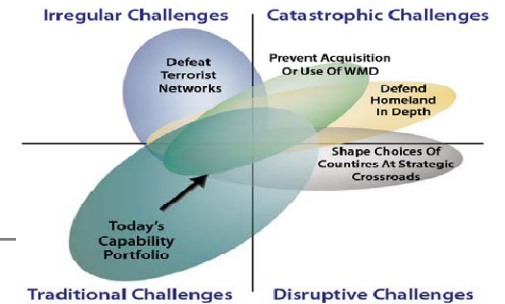 Irregular Challenges
Catastrophic Challenges
Defeat
Terrorist
Networks
Prevent Acquisition
Or Use Of WMD
Defend
Homeland
In Depth
Shape Choices Of
Countires At Strategic
Crossroads
Today's
Capability
Portfolio
Traditional Challenges
Disruptive Challenges